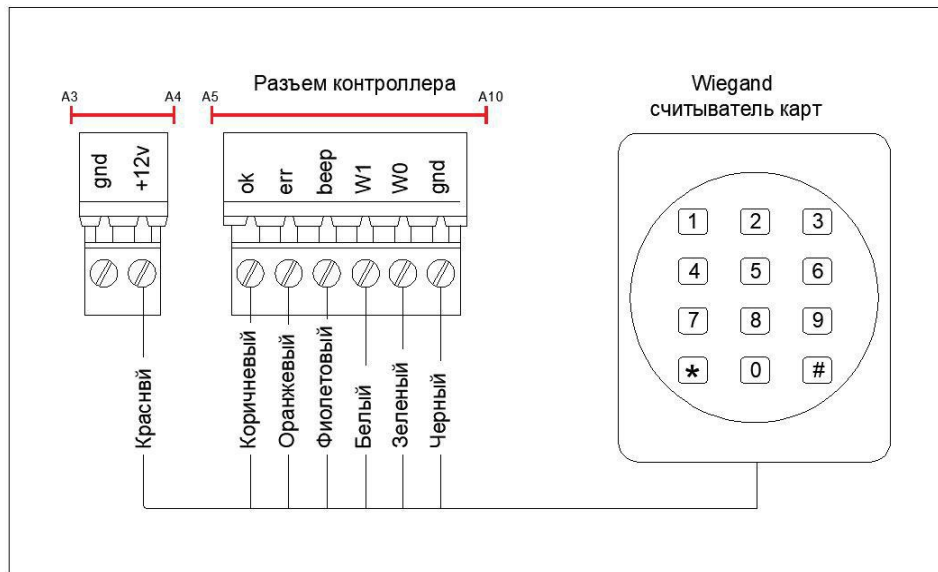 A3
A4
A5
Разъем контроллера
A10
Wiegand
считыватель карт
gnd
+12v
ok
err
beep
W1
W0
gnd
1 2 3
4 5 6
7 8 9
* 0 #
Краснвй
Коричневый
Оранжевый
Фиолетовый
Белый
Зеленый
Черный